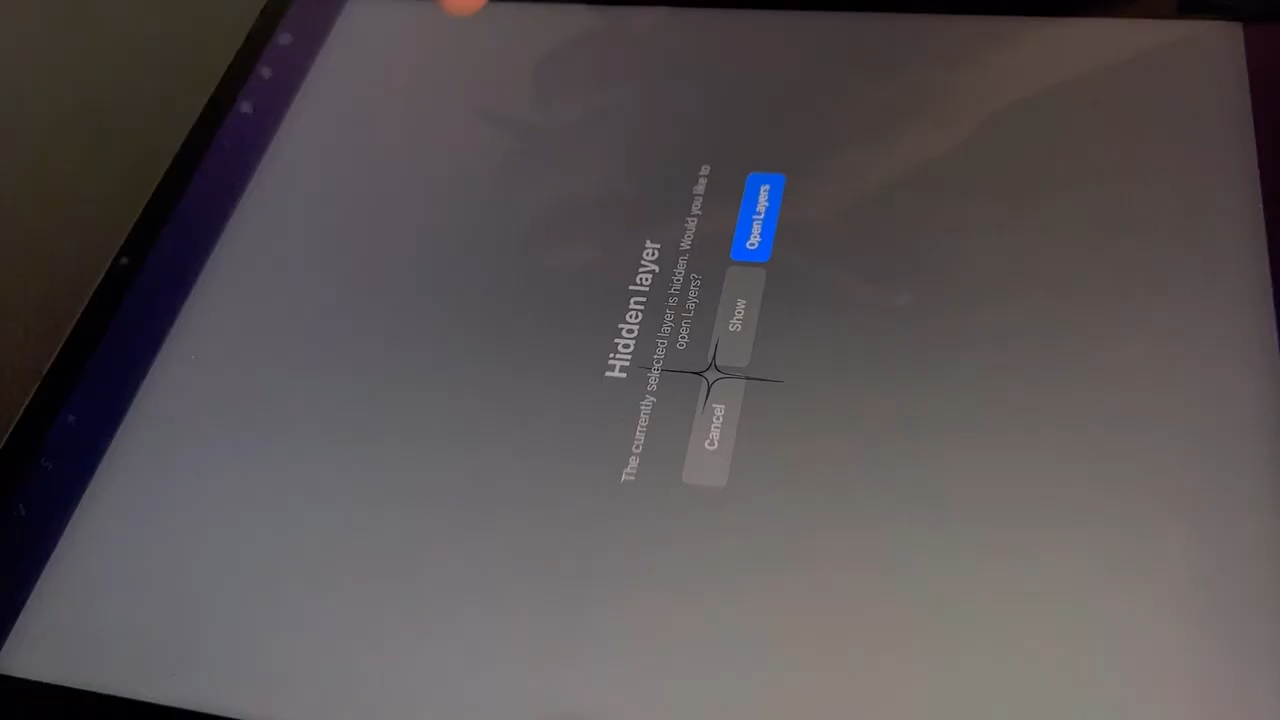 Hidden layer
The currently selected layer is hidden. Would you like to
open Layers?
Cancel
Show
Open Layers